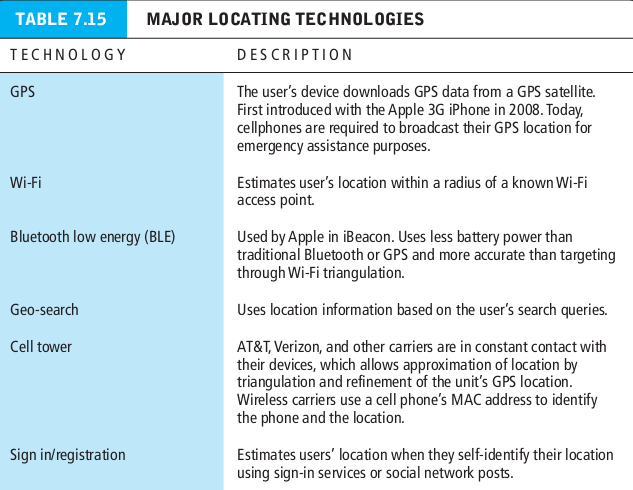 TABLE 7.15 MAJOR LOCATING TECHNOLOGIES
TECHNOLOGY DESCRIPTION
GPS The user’s device downloads GPS data from a GPS satellite.
First introduced with the Apple 3G iPhone in 2008. Today,
cellphones are required to broadcast their GPS location for
emergency assistance purposes.
Wi-Fi Estimates user’s location within a radius of a known Wi-Fi
access point.
Bluetooth low energy (BLE) Used by Apple in iBeacon. Uses less battery power than
traditional Bluetooth or GPS and more accurate than targeting
through Wi-Fi triangulation.
Geo-search Uses location information based on the user’s search queries.
Cell tower AT&T, Verizon, and other carriers are in constant contact with
their devices, which allows approximation of location by
triangulation and refinement of the unit’s GPS location.
Wireless carriers use a cell phone’s MAC address to identify
the phone and the location.
Sign in/registration Estimates users’ location when they self-identify their location
using sign-in services or social network posts.